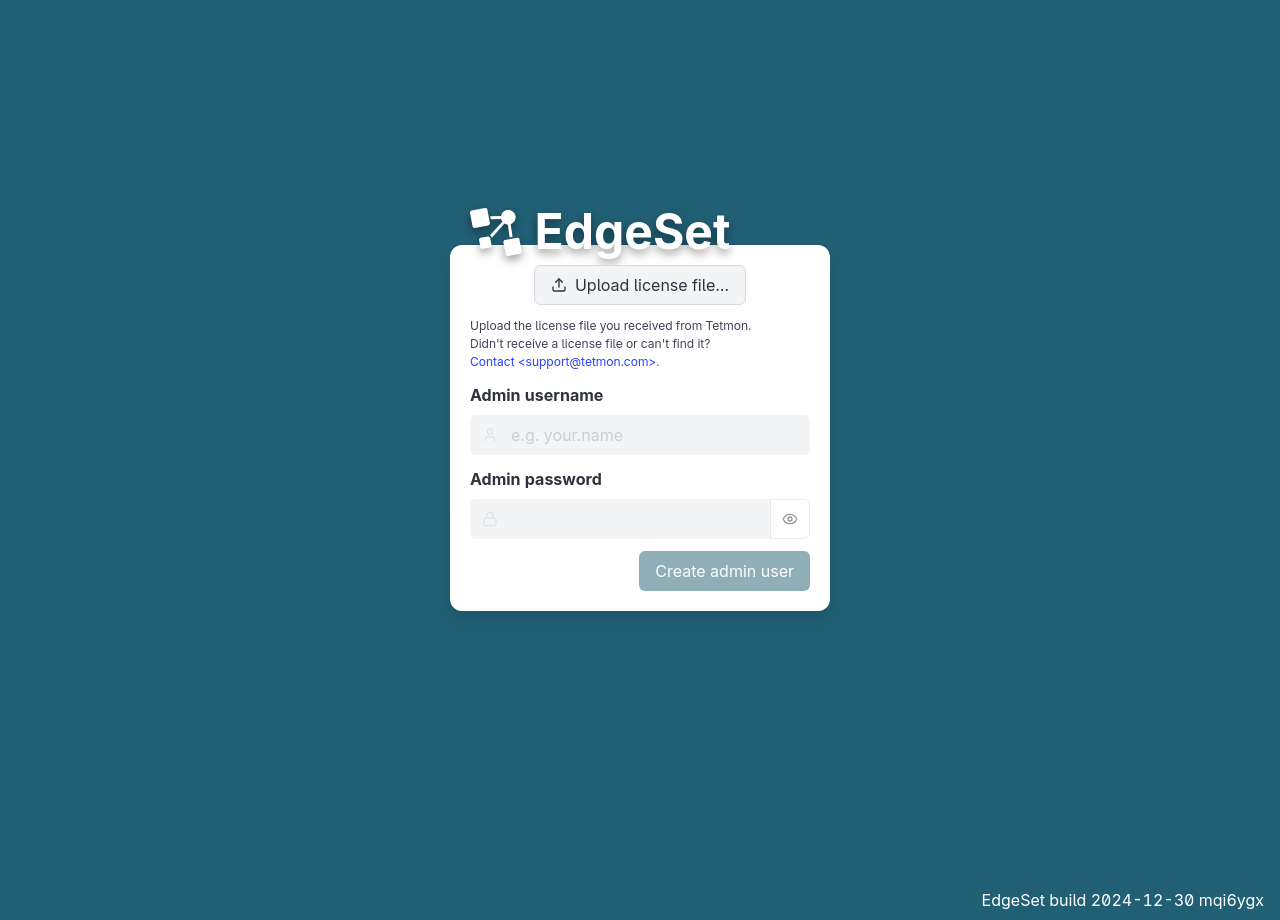 EdgeSet
Upload license file...
Upload the license file you received from Tetmon.
Didn't receive a license file or can't find it?
Contact <support@tetmon.com>.
Admin username
e.g. your.name
Admin password
Create admin user
EdgeSet build 2024-12-30 mqi6ygx